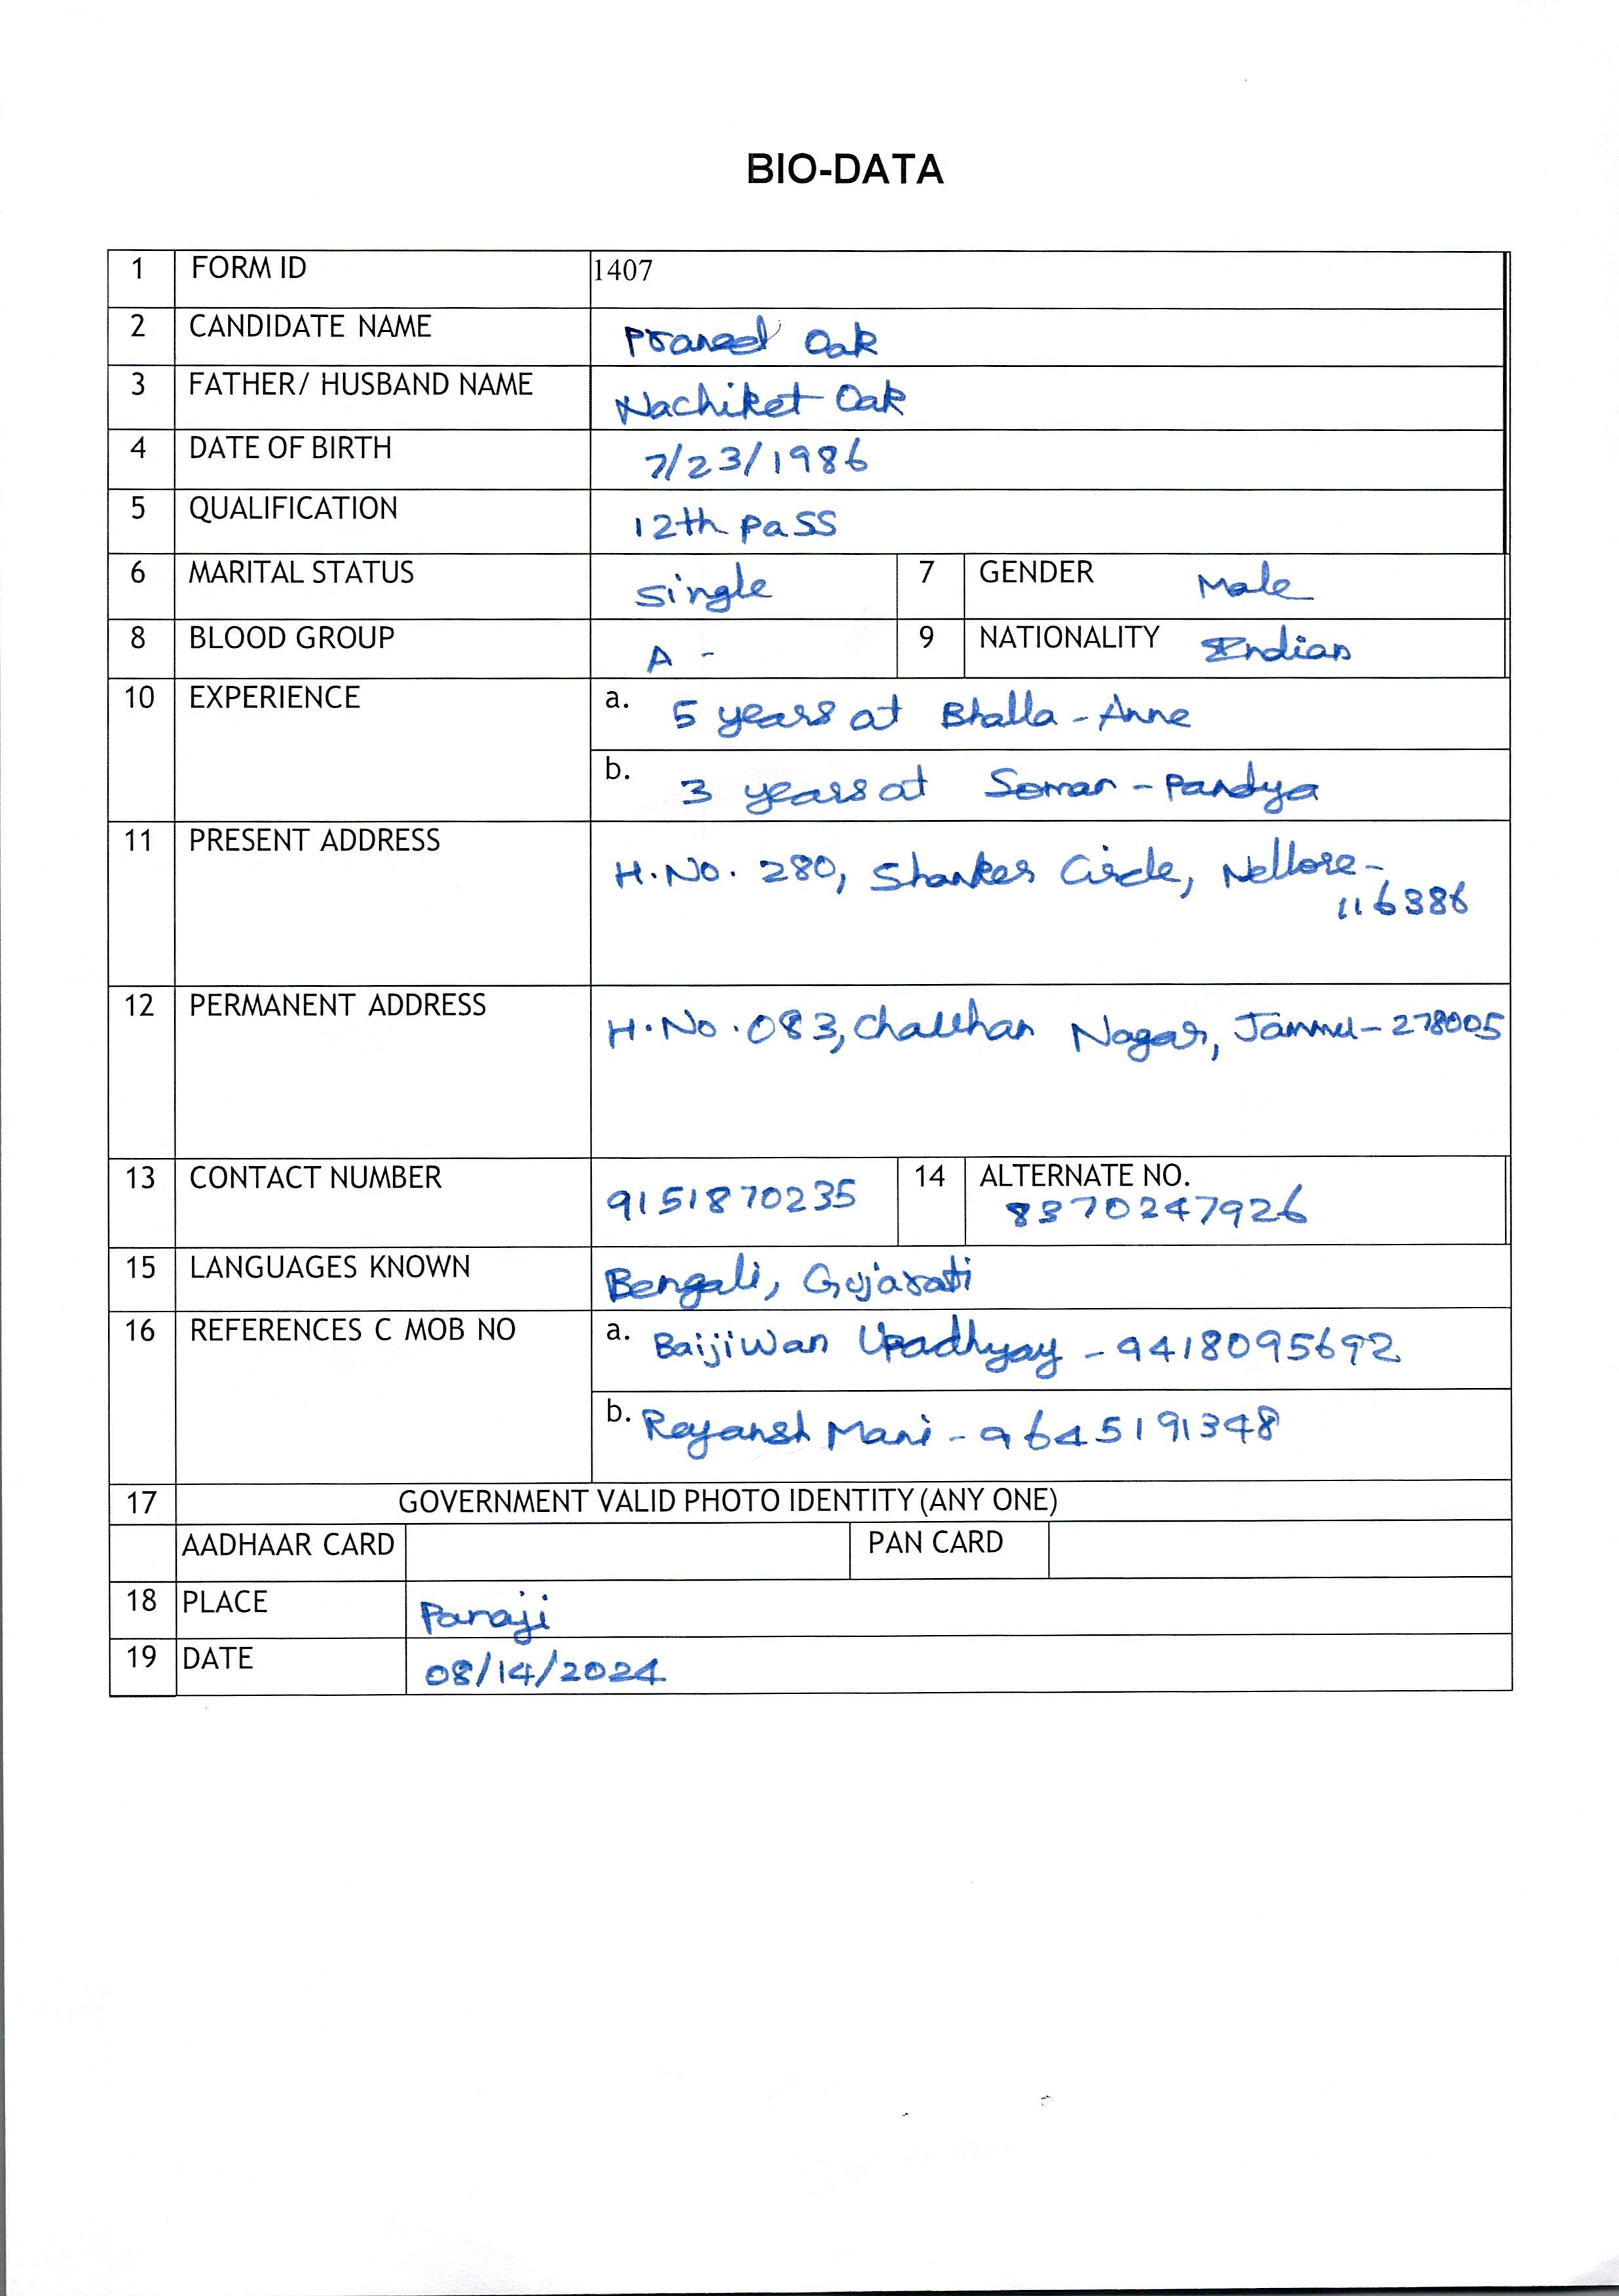 BIO-DATA
1 FORM ID 1407
2 CANDIDATE NAME Praneel Oak
3 FATHER/ HUSBAND NAME Nachiket Oak
4 DATE OF BIRTH 7/23/1986
5 QUALIFICATION 12th pass
6 MARITAL STATUS single 7 GENDER Male
8 BLOOD GROUP A - 9 NATIONALITY Indian
10 EXPERIENCE a. 5 years at Bhalla-Anne
b. 3 years at Soman-Pandya
11 PRESENT ADDRESS H.No. 280, Shanker Circle, Nellore-
116386
12 PERMANENT ADDRESS H.No. 083, Chauhan Nagar, Jammu-278005
13 CONTACT NUMBER 9151870235 14 ALTERNATE NO.
8370247926
15 LANGUAGES KNOWN Bengali, Gujarati
16 REFERENCES C MOB NO a. Baijiwan Upadhyay - 9418095692
b. Reyansh Mani - 9645191348
17 GOVERNMENT VALID PHOTO IDENTITY (ANY ONE)
AADHAAR CARD PAN CARD
18 PLACE Panaji
19 DATE 08/14/2024